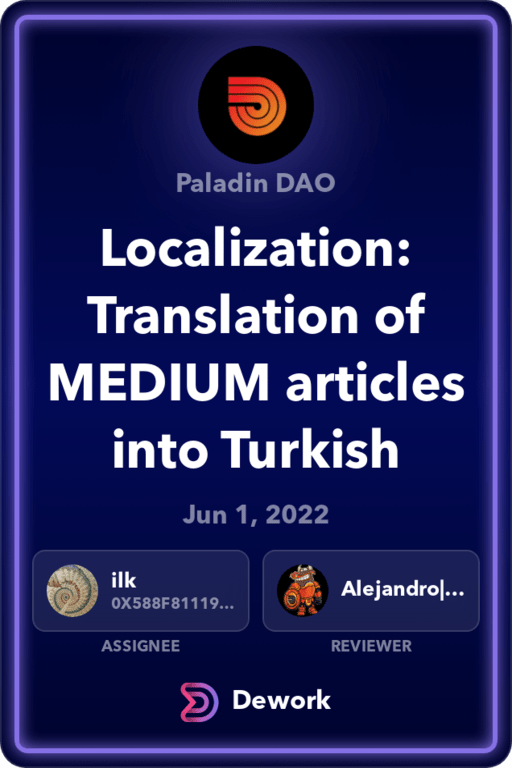 Paladin DAO
Localization:
Translation of
MEDIUM articles
into Turkish
Jun 1, 2022
ilk
0X588F81119...
ASSIGNEE
Alejandro|...
REVIEWER
Dework